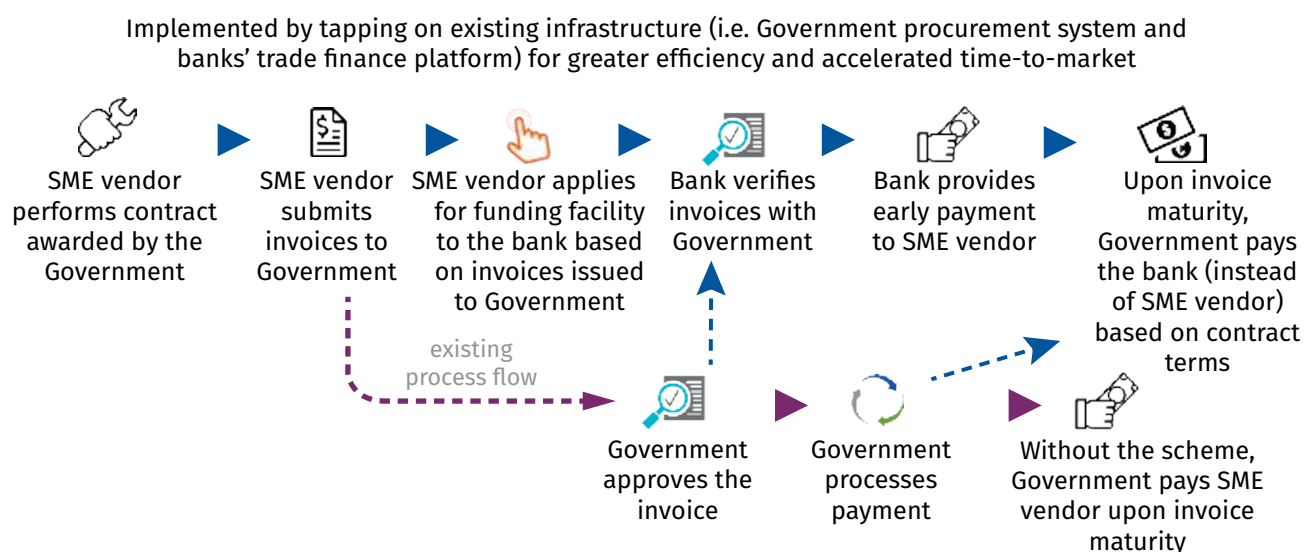 Implemented by tapping on existing infrastructure (i.e. Government procurement system and
banks’ trade finance platform) for greater efficiency and accelerated time-to-market
SME vendor
performs contract
awarded by the
Government
SME vendor
submits
invoices to
Government
SME vendor applies
for funding facility
to the bank based
on invoices issued
to Government
Bank verifies
invoices with
Government
Bank provides
early payment
to SME vendor
Upon invoice
maturity,
Government pays
the bank (instead
of SME vendor)
based on contract
terms
existing
process flow
Government
approves the
invoice
Government
processes
payment
Without the scheme,
Government pays SME
vendor upon invoice
maturity